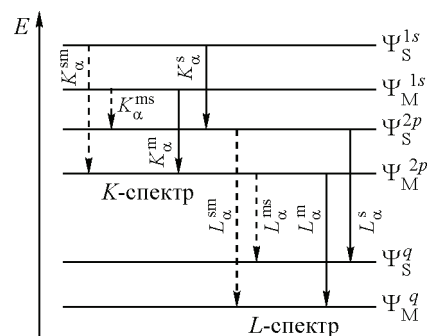 E
Ψ_S^{1s}
K_α^{sm}
K_α^{s}
Ψ_M^{1s}
K_α^{ms}
Ψ_S^{2p}
K_α^{m}
Ψ_M^{2p}
K-спектр
L_α^{sm}
L_α^{ms}
L_α^{m}
L_α^{s}
Ψ_S^{q}
Ψ_M^{q}
L-спектр